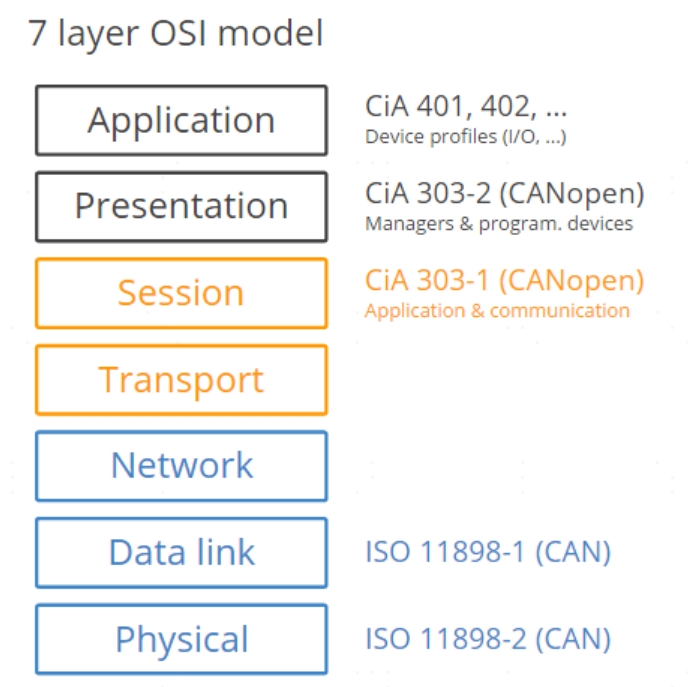 7 layer OSI model
Application
CiA 401, 402, ...
Device profiles (I/O, ...)
Presentation
CiA 303-2 (CANopen)
Managers & program. devices
Session
CiA 303-1 (CANopen)
Application & communication
Transport
Network
Data link
ISO 11898-1 (CAN)
Physical
ISO 11898-2 (CAN)